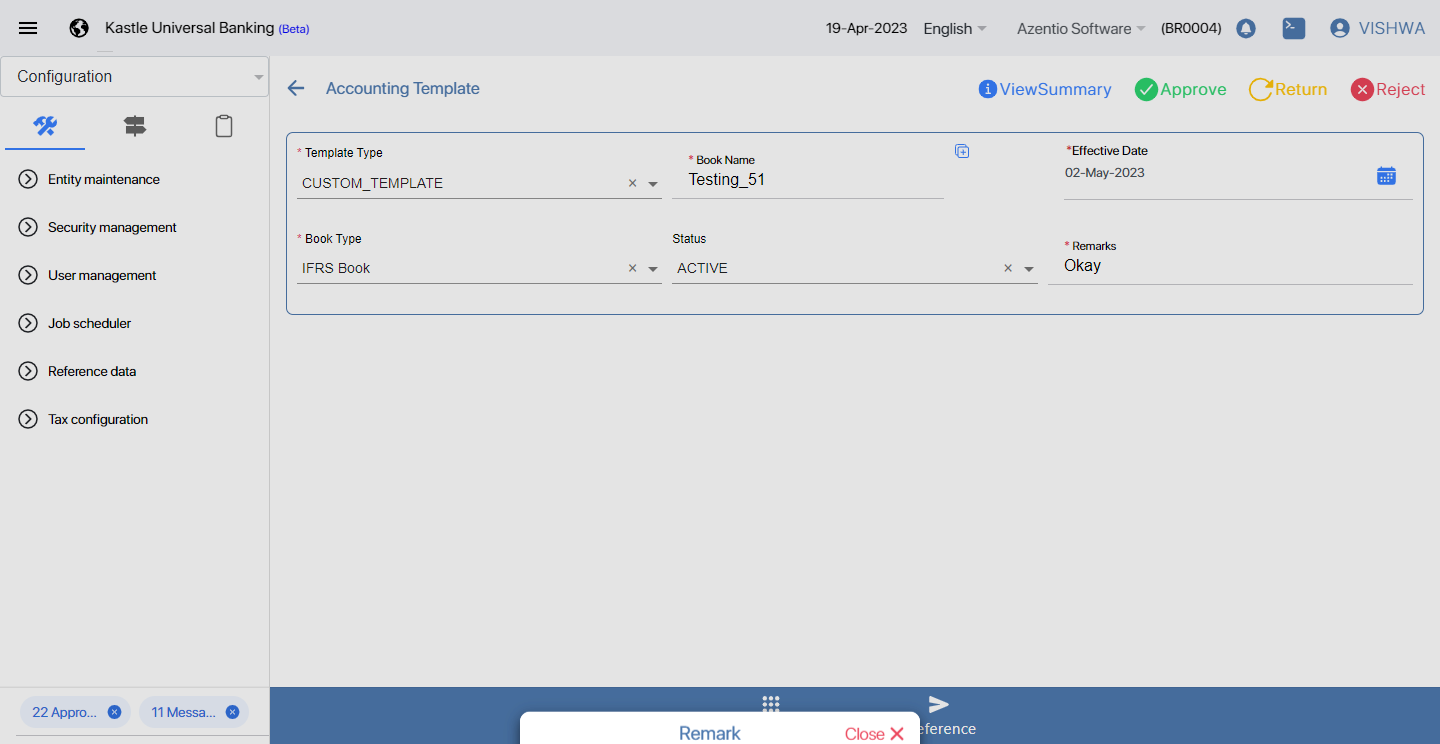 Kastle Universal Banking (Beta)
19-Apr-2023 English Azentio Software (BR0004) VISHWA
Configuration
Entity maintenance
Security management
User management
Job scheduler
Reference data
Tax configuration
22 Appro... 11 Messa...
Accounting Template
ViewSummary Approve Return Reject
* Template Type
CUSTOM_TEMPLATE
* Book Name
Testing_51
*Effective Date
02-May-2023
* Book Type
IFRS Book
Status
ACTIVE
* Remarks
Okay
eference
Remark Close